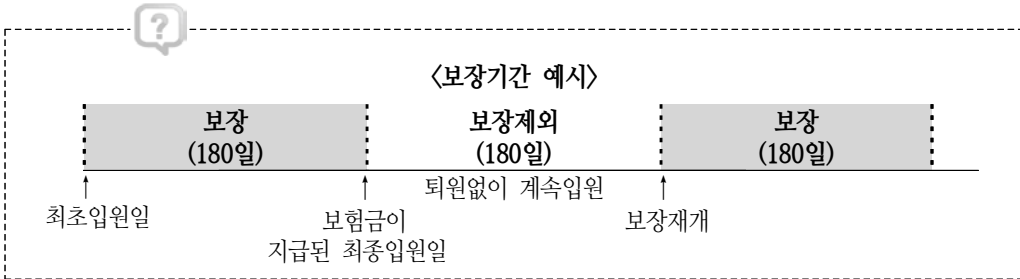 ?
〈보장기간 예시〉
보장 보장제외 보장
(180일) (180일) (180일)
퇴원없이 계속입원
최초입원일 보험금이 보장재개
지급된 최종입원일